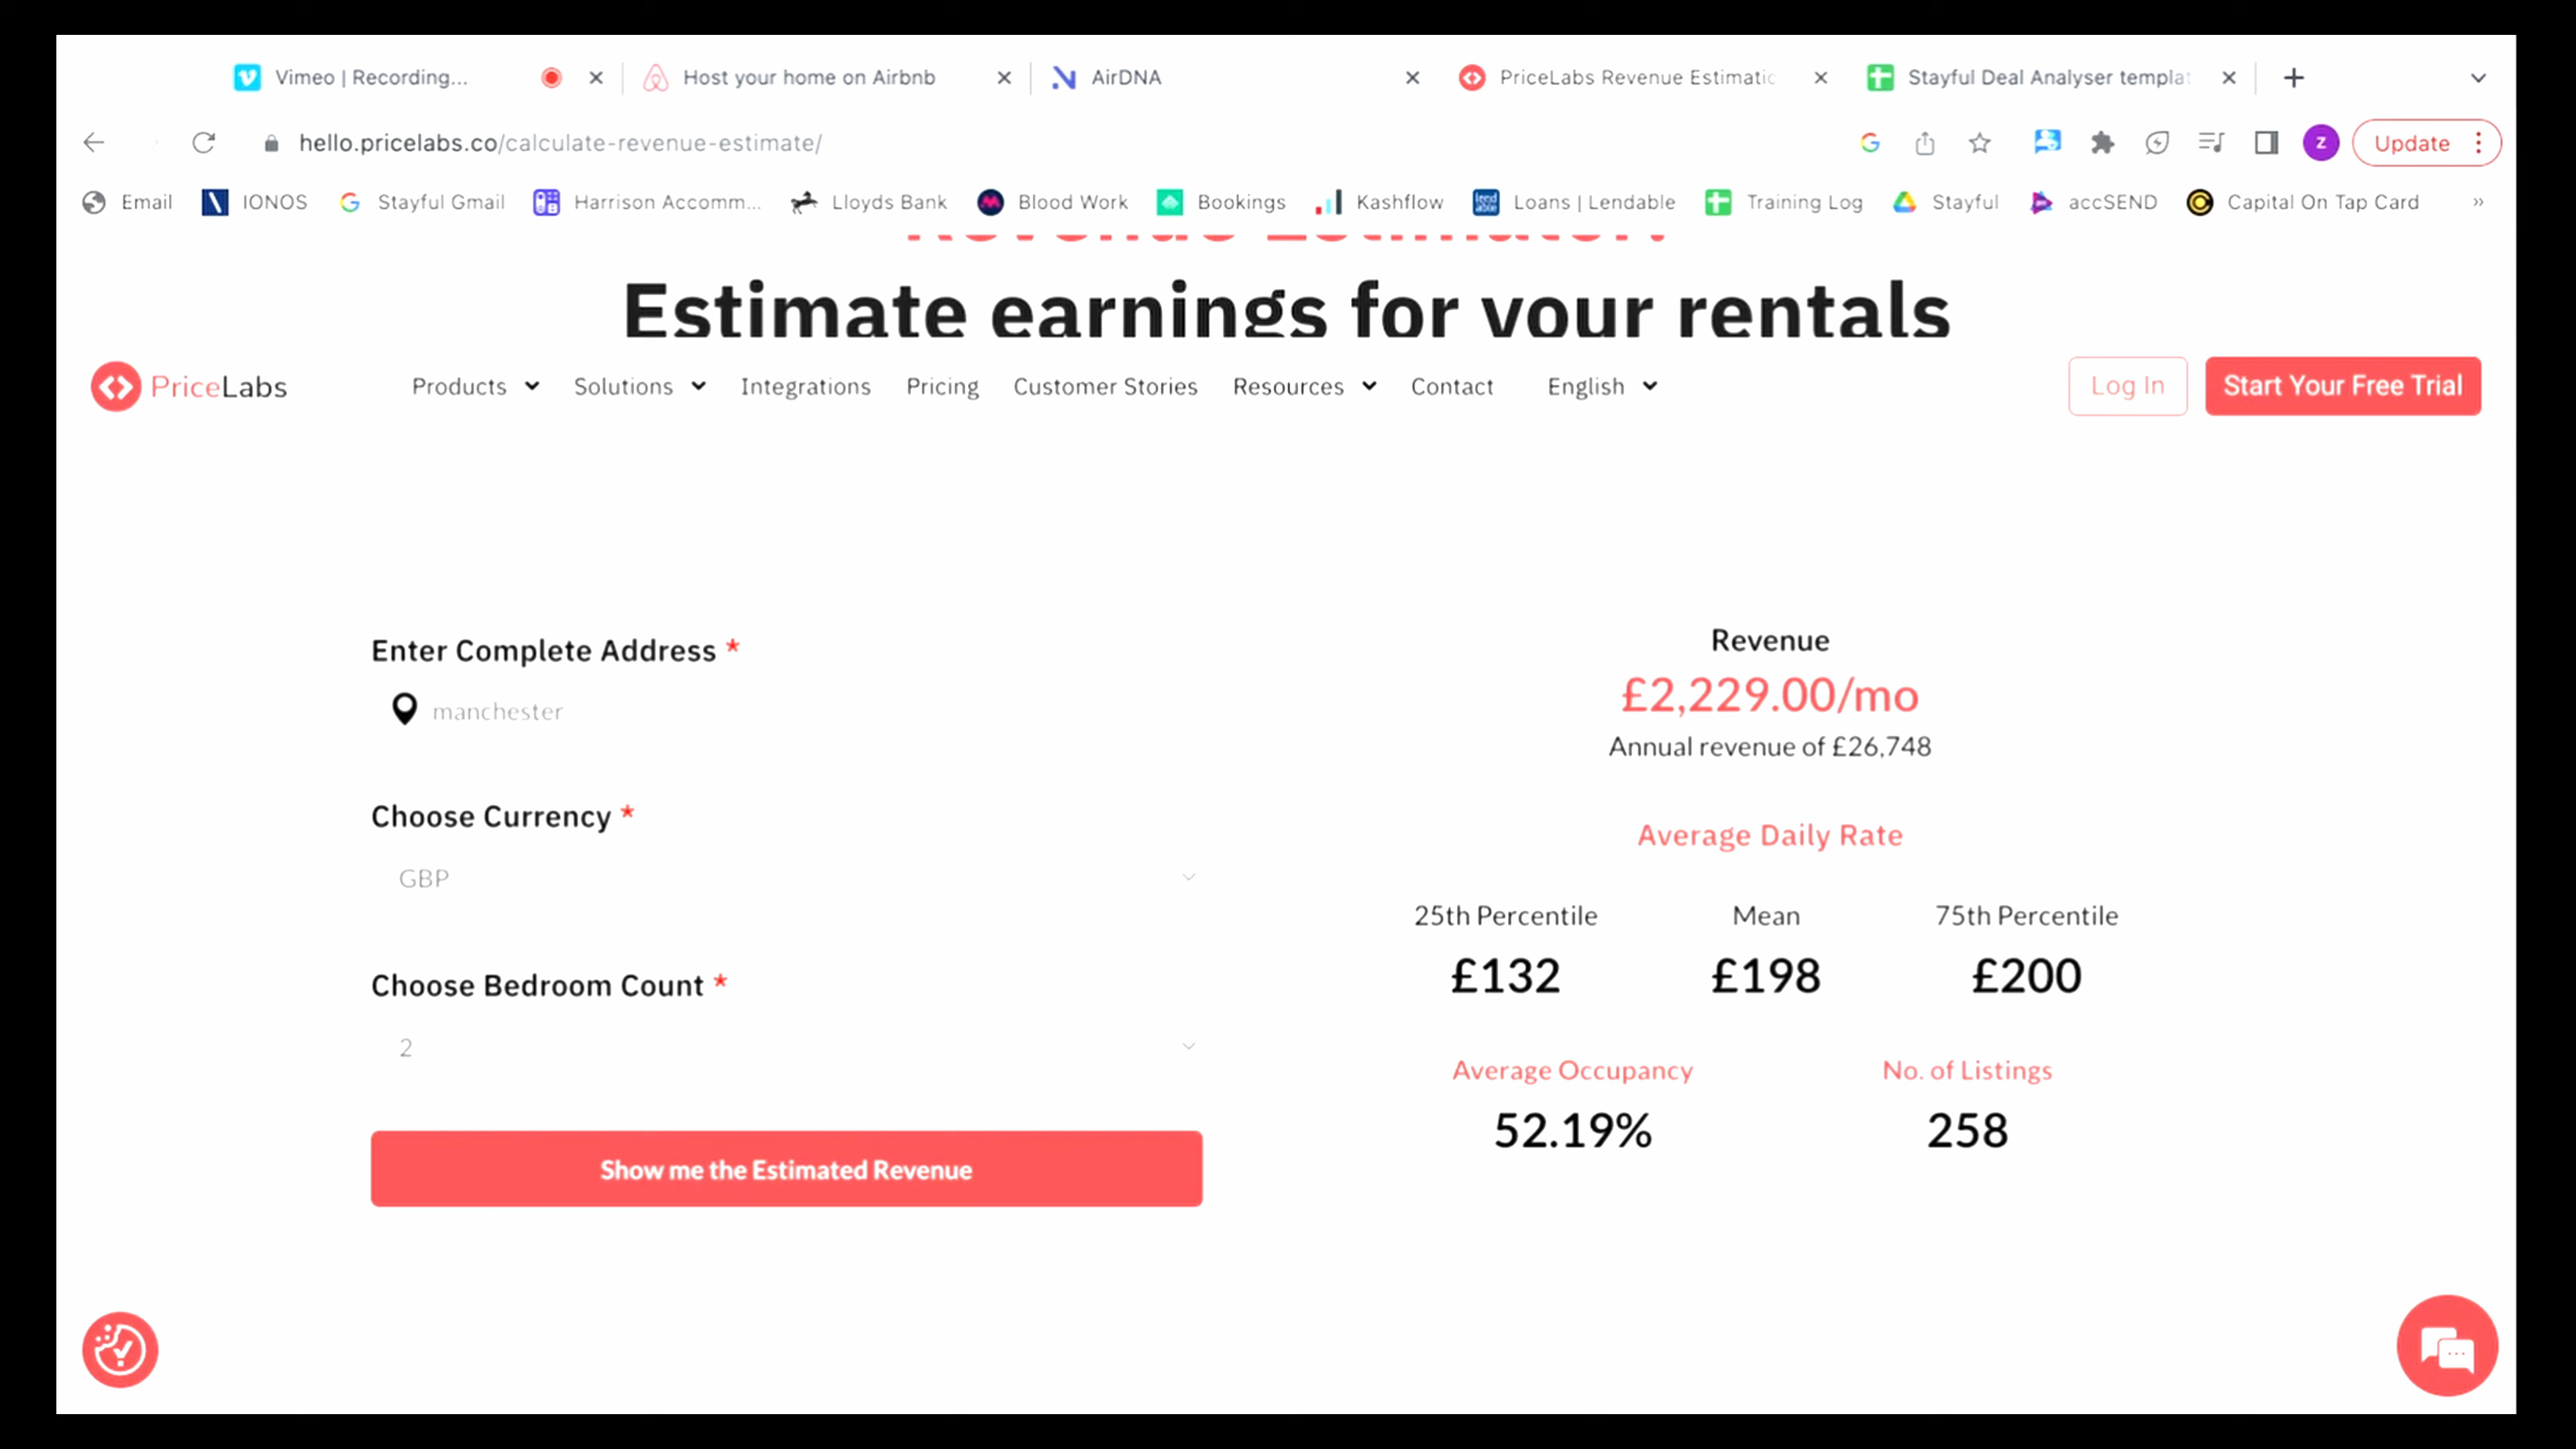 Vimeo | Recording...
Host your home on Airbnb
AirDNA
PriceLabs Revenue Estimatic
Stayful Deal Analyser templat
hello.pricelabs.co/calculate-revenue-estimate/
Z
Update
Email
IONOS
Stayful Gmail
Harrison Accomm...
Lloyds Bank
Blood Work
Bookings
Kashflow
lend able
Loans | Lendable
Training Log
Stayful
accSEND
Capital On Tap Card
»
Estimate earnings for your rentals
PriceLabs
Products
Solutions
Integrations
Pricing
Customer Stories
Resources
Contact
English
Log In
Start Your Free Trial
Enter Complete Address *
manchester
Choose Currency *
GBP
Choose Bedroom Count *
2
Show me the Estimated Revenue
Revenue
£2,229.00/mo
Annual revenue of £26,748
Average Daily Rate
25th Percentile
Mean
75th Percentile
£132
£198
£200
Average Occupancy
No. of Listings
52.19%
258